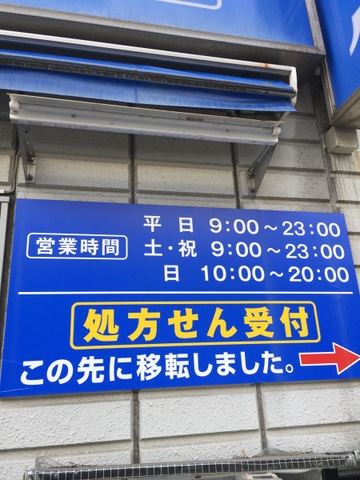 営業時間
平日 9:00～23:00
土・祝 9:00～23:00
日 10:00～20:00
処方せん受付
この先に移転しました。